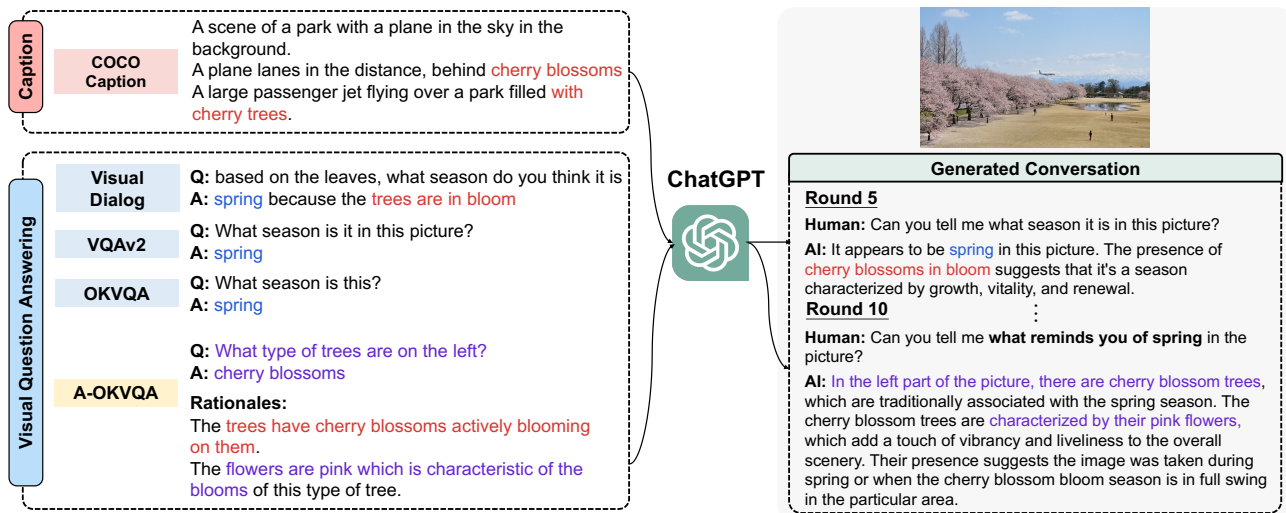 Caption
COCO
Caption
A scene of a park with a plane in the sky in the
background.
A plane lanes in the distance, behind cherry blossoms
A large passenger jet flying over a park filled with
cherry trees.
Visual Question Answering
Visual
Dialog
Q: based on the leaves, what season do you think it is
A: spring because the trees are in bloom
VQAv2
Q: What season is it in this picture?
A: spring
OKVQA
Q: What season is this?
A: spring
A-OKVQA
Q: What type of trees are on the left?
A: cherry blossoms
Rationales:
The trees have cherry blossoms actively blooming
on them.
The flowers are pink which is characteristic of the
blooms of this type of tree.
ChatGPT
Generated Conversation
Round 5
Human: Can you tell me what season it is in this picture?
AI: It appears to be spring in this picture. The presence of
cherry blossoms in bloom suggests that it's a season
characterized by growth, vitality, and renewal.
⋮
Round 10
Human: Can you tell me what reminds you of spring in the
picture?
AI: In the left part of the picture, there are cherry blossom trees,
which are traditionally associated with the spring season. The
cherry blossom trees are characterized by their pink flowers,
which add a touch of vibrancy and liveliness to the overall
scenery. Their presence suggests the image was taken during
spring or when the cherry blossom bloom season is in full swing
in the particular area.